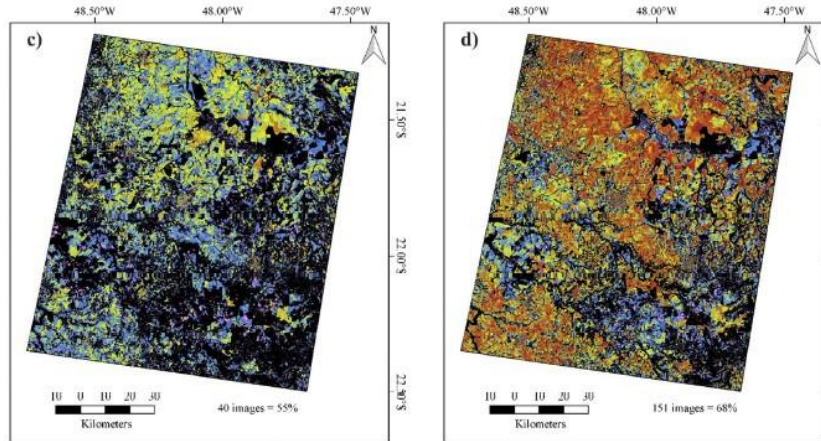 48.50°W 48.00°W 47.50°W
c)
N
21.50°S
22.00°S
22.50°S
10 0 10 20 30
Kilometers
40 images = 55%
48.50°W 48.00°W 47.50°W
d)
N
10 0 10 20 30
Kilometers
151 images = 68%